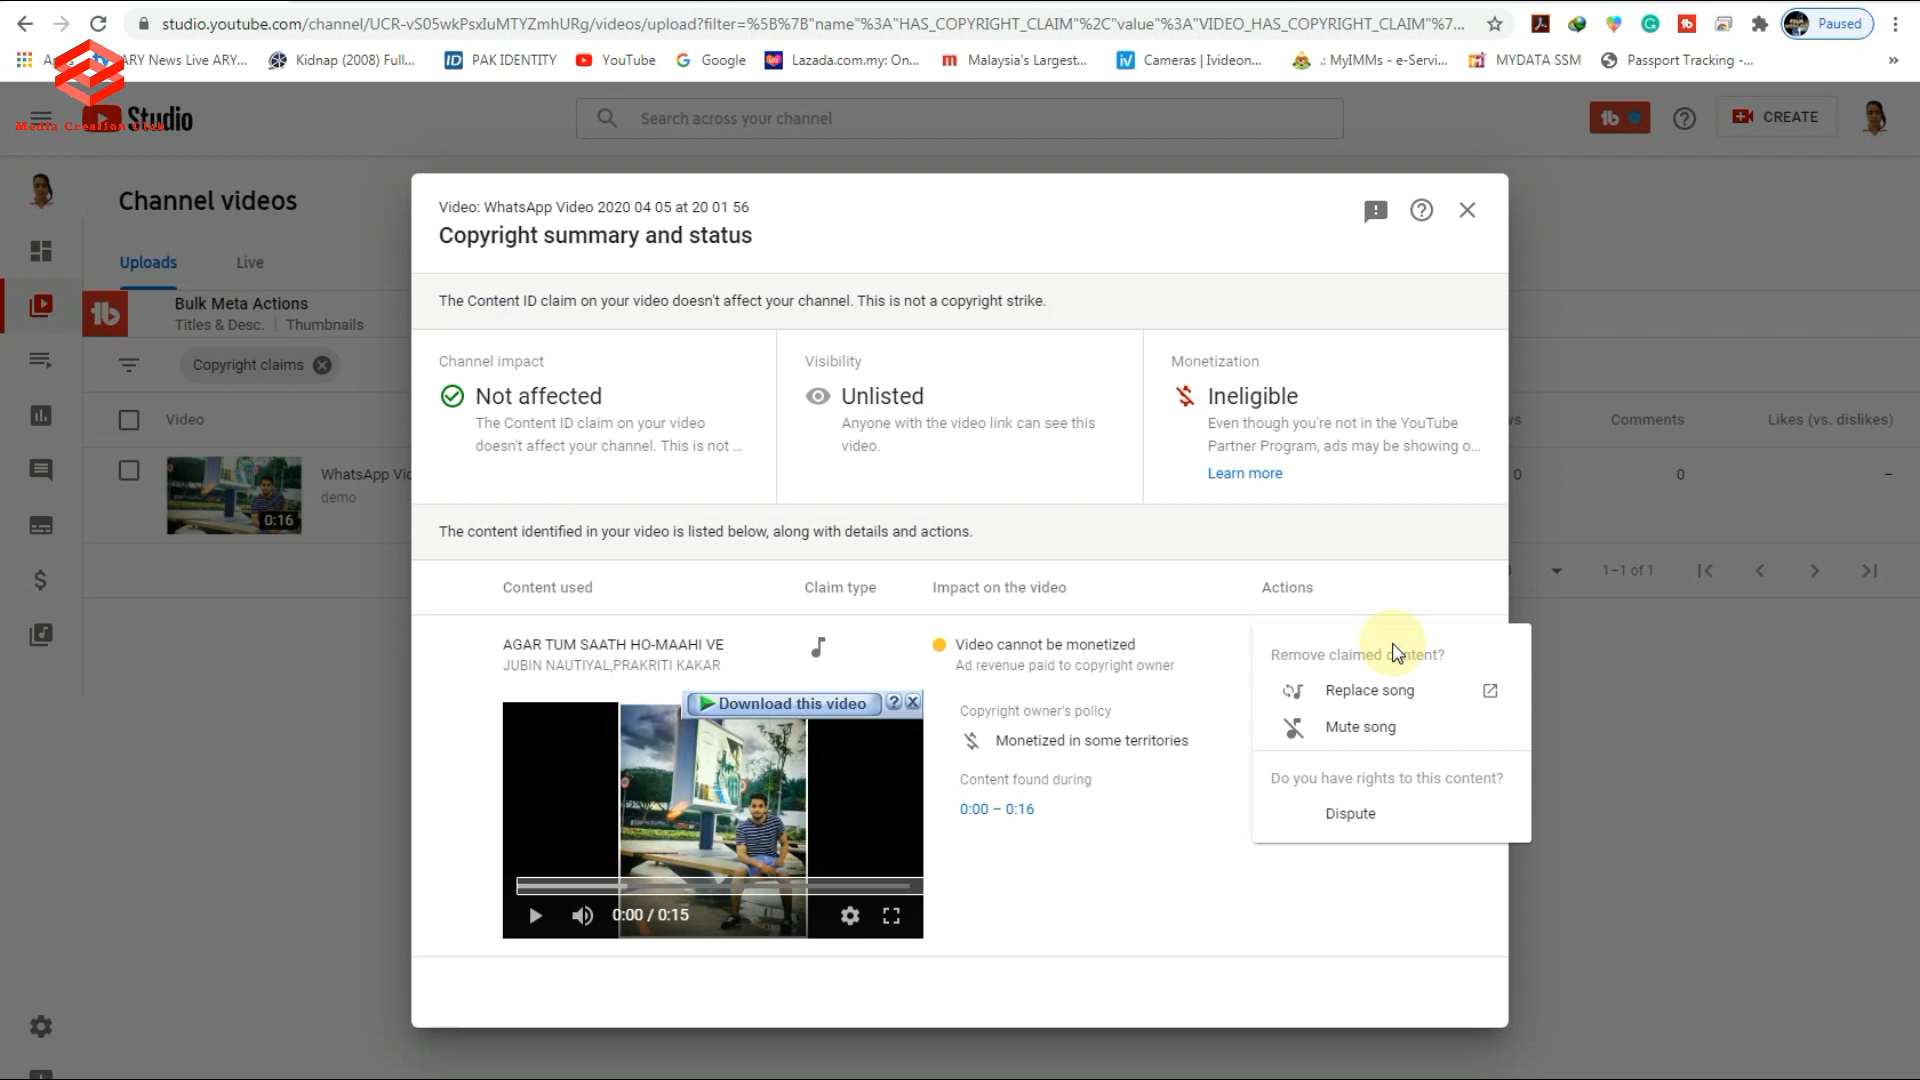 studio.youtube.com/channel/UCR-vS05wkPsxIuMTYZmhURg/videos/upload?filter=%5B%7B"name"%3A"HAS_COPYRIGHT_CLAIM"%2C"value"%3A"VIDEO_HAS_COPYRIGHT_CLAIM"%7...
Paused
ARY News Live ARY...
Kidnap (2008) Full...
ID PAK IDENTITY
YouTube
Google
Lazada.com.my: On...
Malaysia's Largest...
iV Cameras | Ivideon...
.: MyIMMs - e-Servi...
MYDATA SSM
Passport Tracking -...
Media Creation Club
Studio
Search across your channel
CREATE
Channel videos
Uploads
Live
Bulk Meta Actions
Titles & Desc. | Thumbnails
Copyright claims
Video
Comments
Likes (vs. dislikes)
WhatsApp Vid
demo
0:16
0
0
–
1–1 of 1
Video: WhatsApp Video 2020 04 05 at 20 01 56
Copyright summary and status
The Content ID claim on your video doesn't affect your channel. This is not a copyright strike.
Channel impact
Not affected
The Content ID claim on your video
doesn't affect your channel. This is not ...
Visibility
Unlisted
Anyone with the video link can see this
video.
Monetization
Ineligible
Even though you're not in the YouTube
Partner Program, ads may be showing o...
Learn more
The content identified in your video is listed below, along with details and actions.
Content used
Claim type
Impact on the video
Actions
AGAR TUM SAATH HO-MAAHI VE
JUBIN NAUTIYAL,PRAKRITI KAKAR
Video cannot be monetized
Ad revenue paid to copyright owner
Copyright owner's policy
Monetized in some territories
Content found during
0:00 – 0:16
Download this video
0:00 / 0:15
Remove claimed content?
Replace song
Mute song
Do you have rights to this content?
Dispute